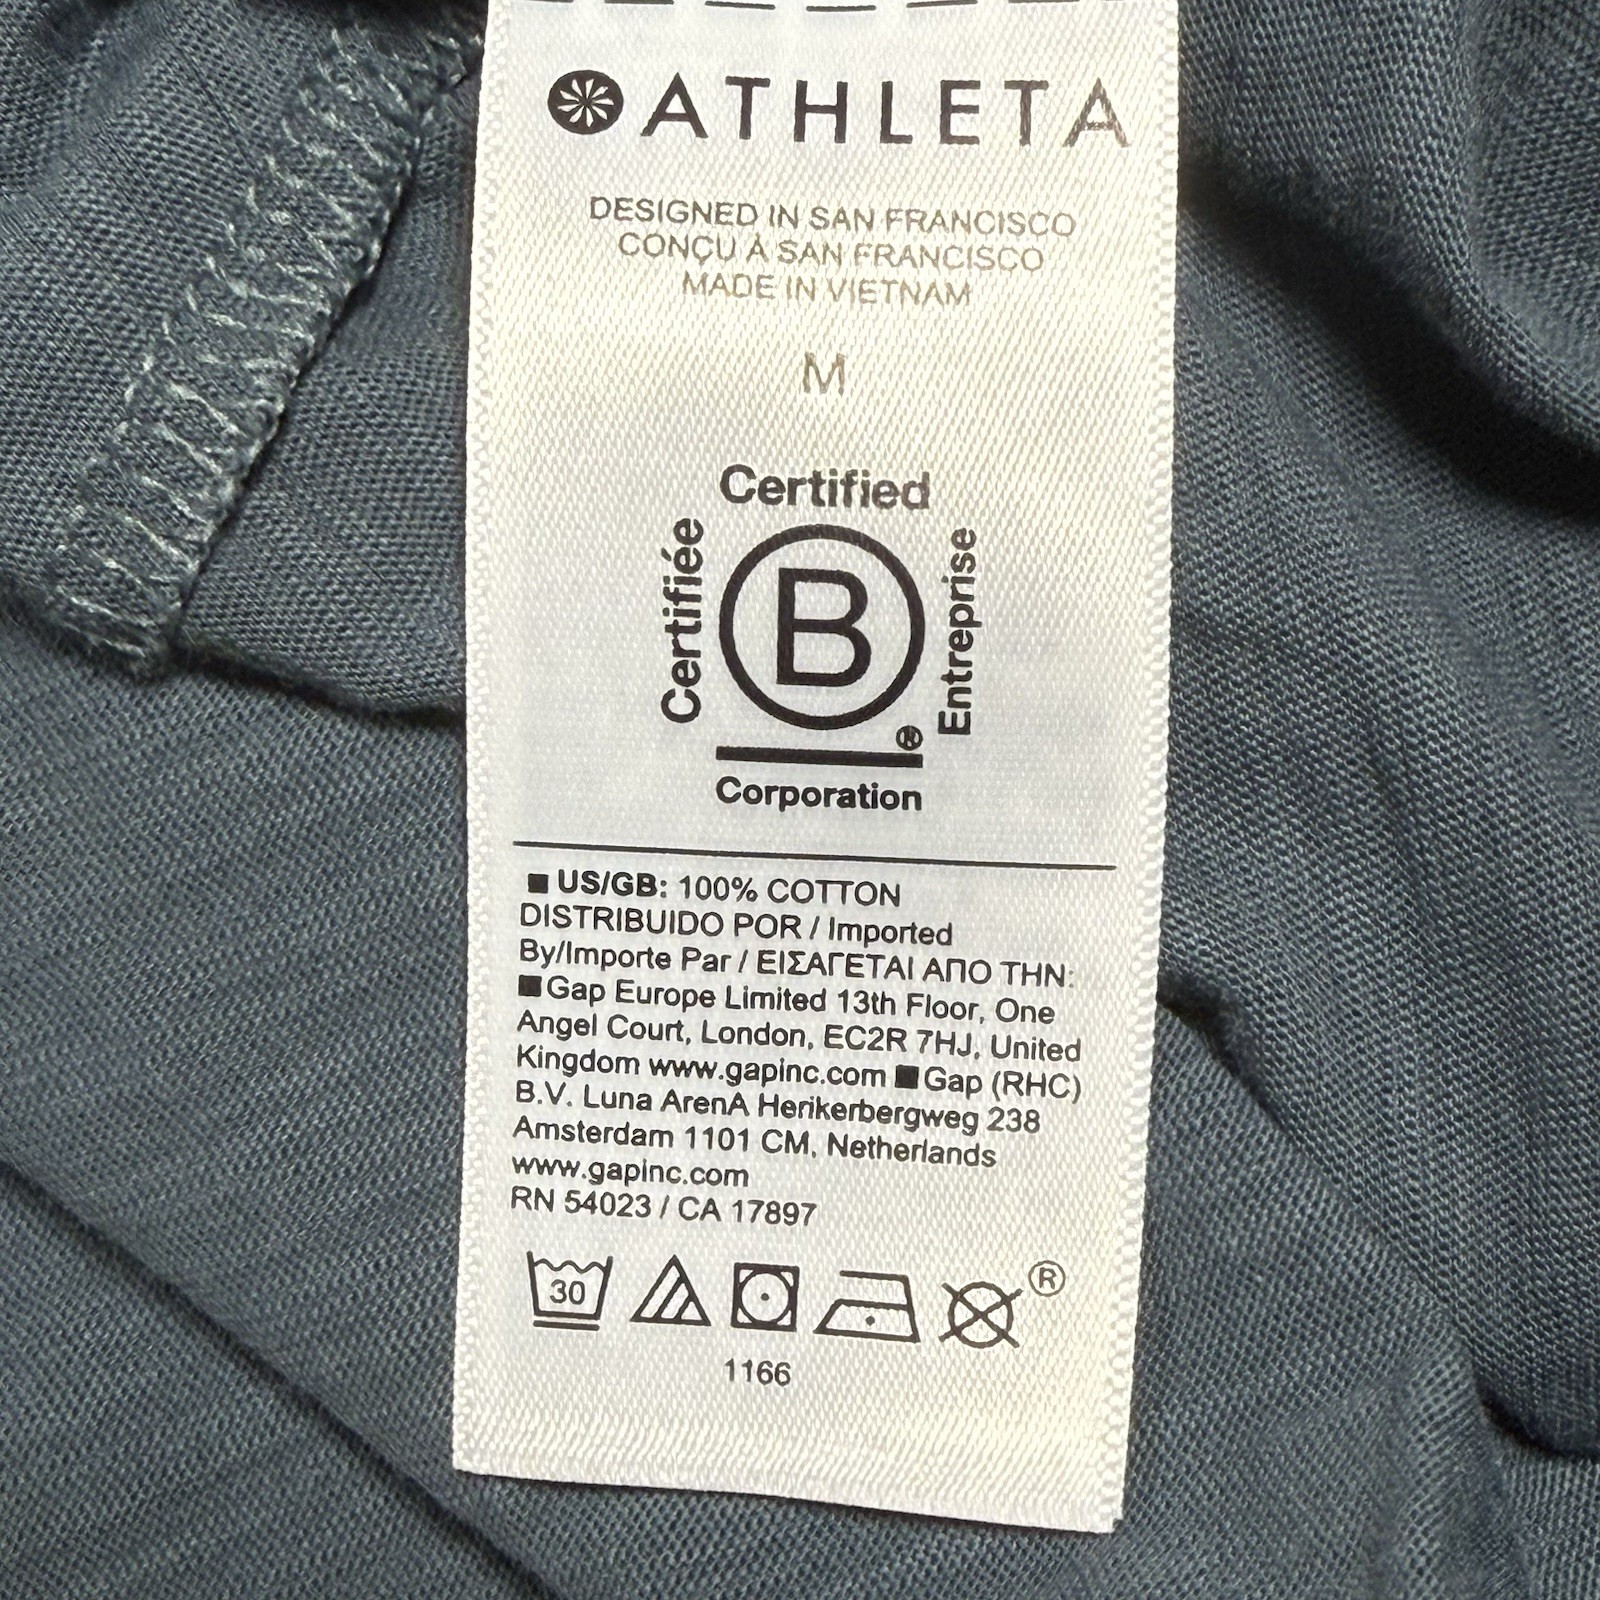 ATHLETA
DESIGNED IN SAN FRANCISCO
CONÇU À SAN FRANCISCO
MADE IN VIETNAM
M
Certified
Certifiée
B
Entreprise
®
Corporation
■ US/GB: 100% COTTON
DISTRIBUIDO POR / Imported
By/Importe Par / ΕΙΣΑΓΕΤΑΙ ΑΠΟ ΤΗΝ:
■Gap Europe Limited 13th Floor, One
Angel Court, London, EC2R 7HJ, United
Kingdom www.gapinc.com ■Gap (RHC)
B.V. Luna ArenA Herikerbergweg 238
Amsterdam 1101 CM, Netherlands
www.gapinc.com
RN 54023 / CA 17897
30
®
1166